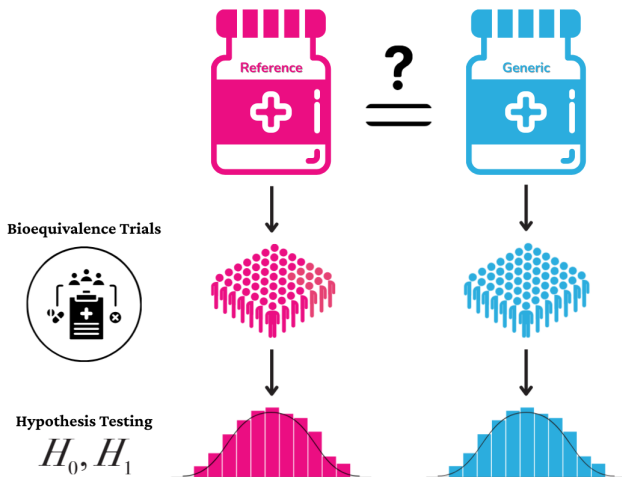 Reference
?
Generic
Bioequivalence Trials
Hypothesis Testing
H₀, H₁